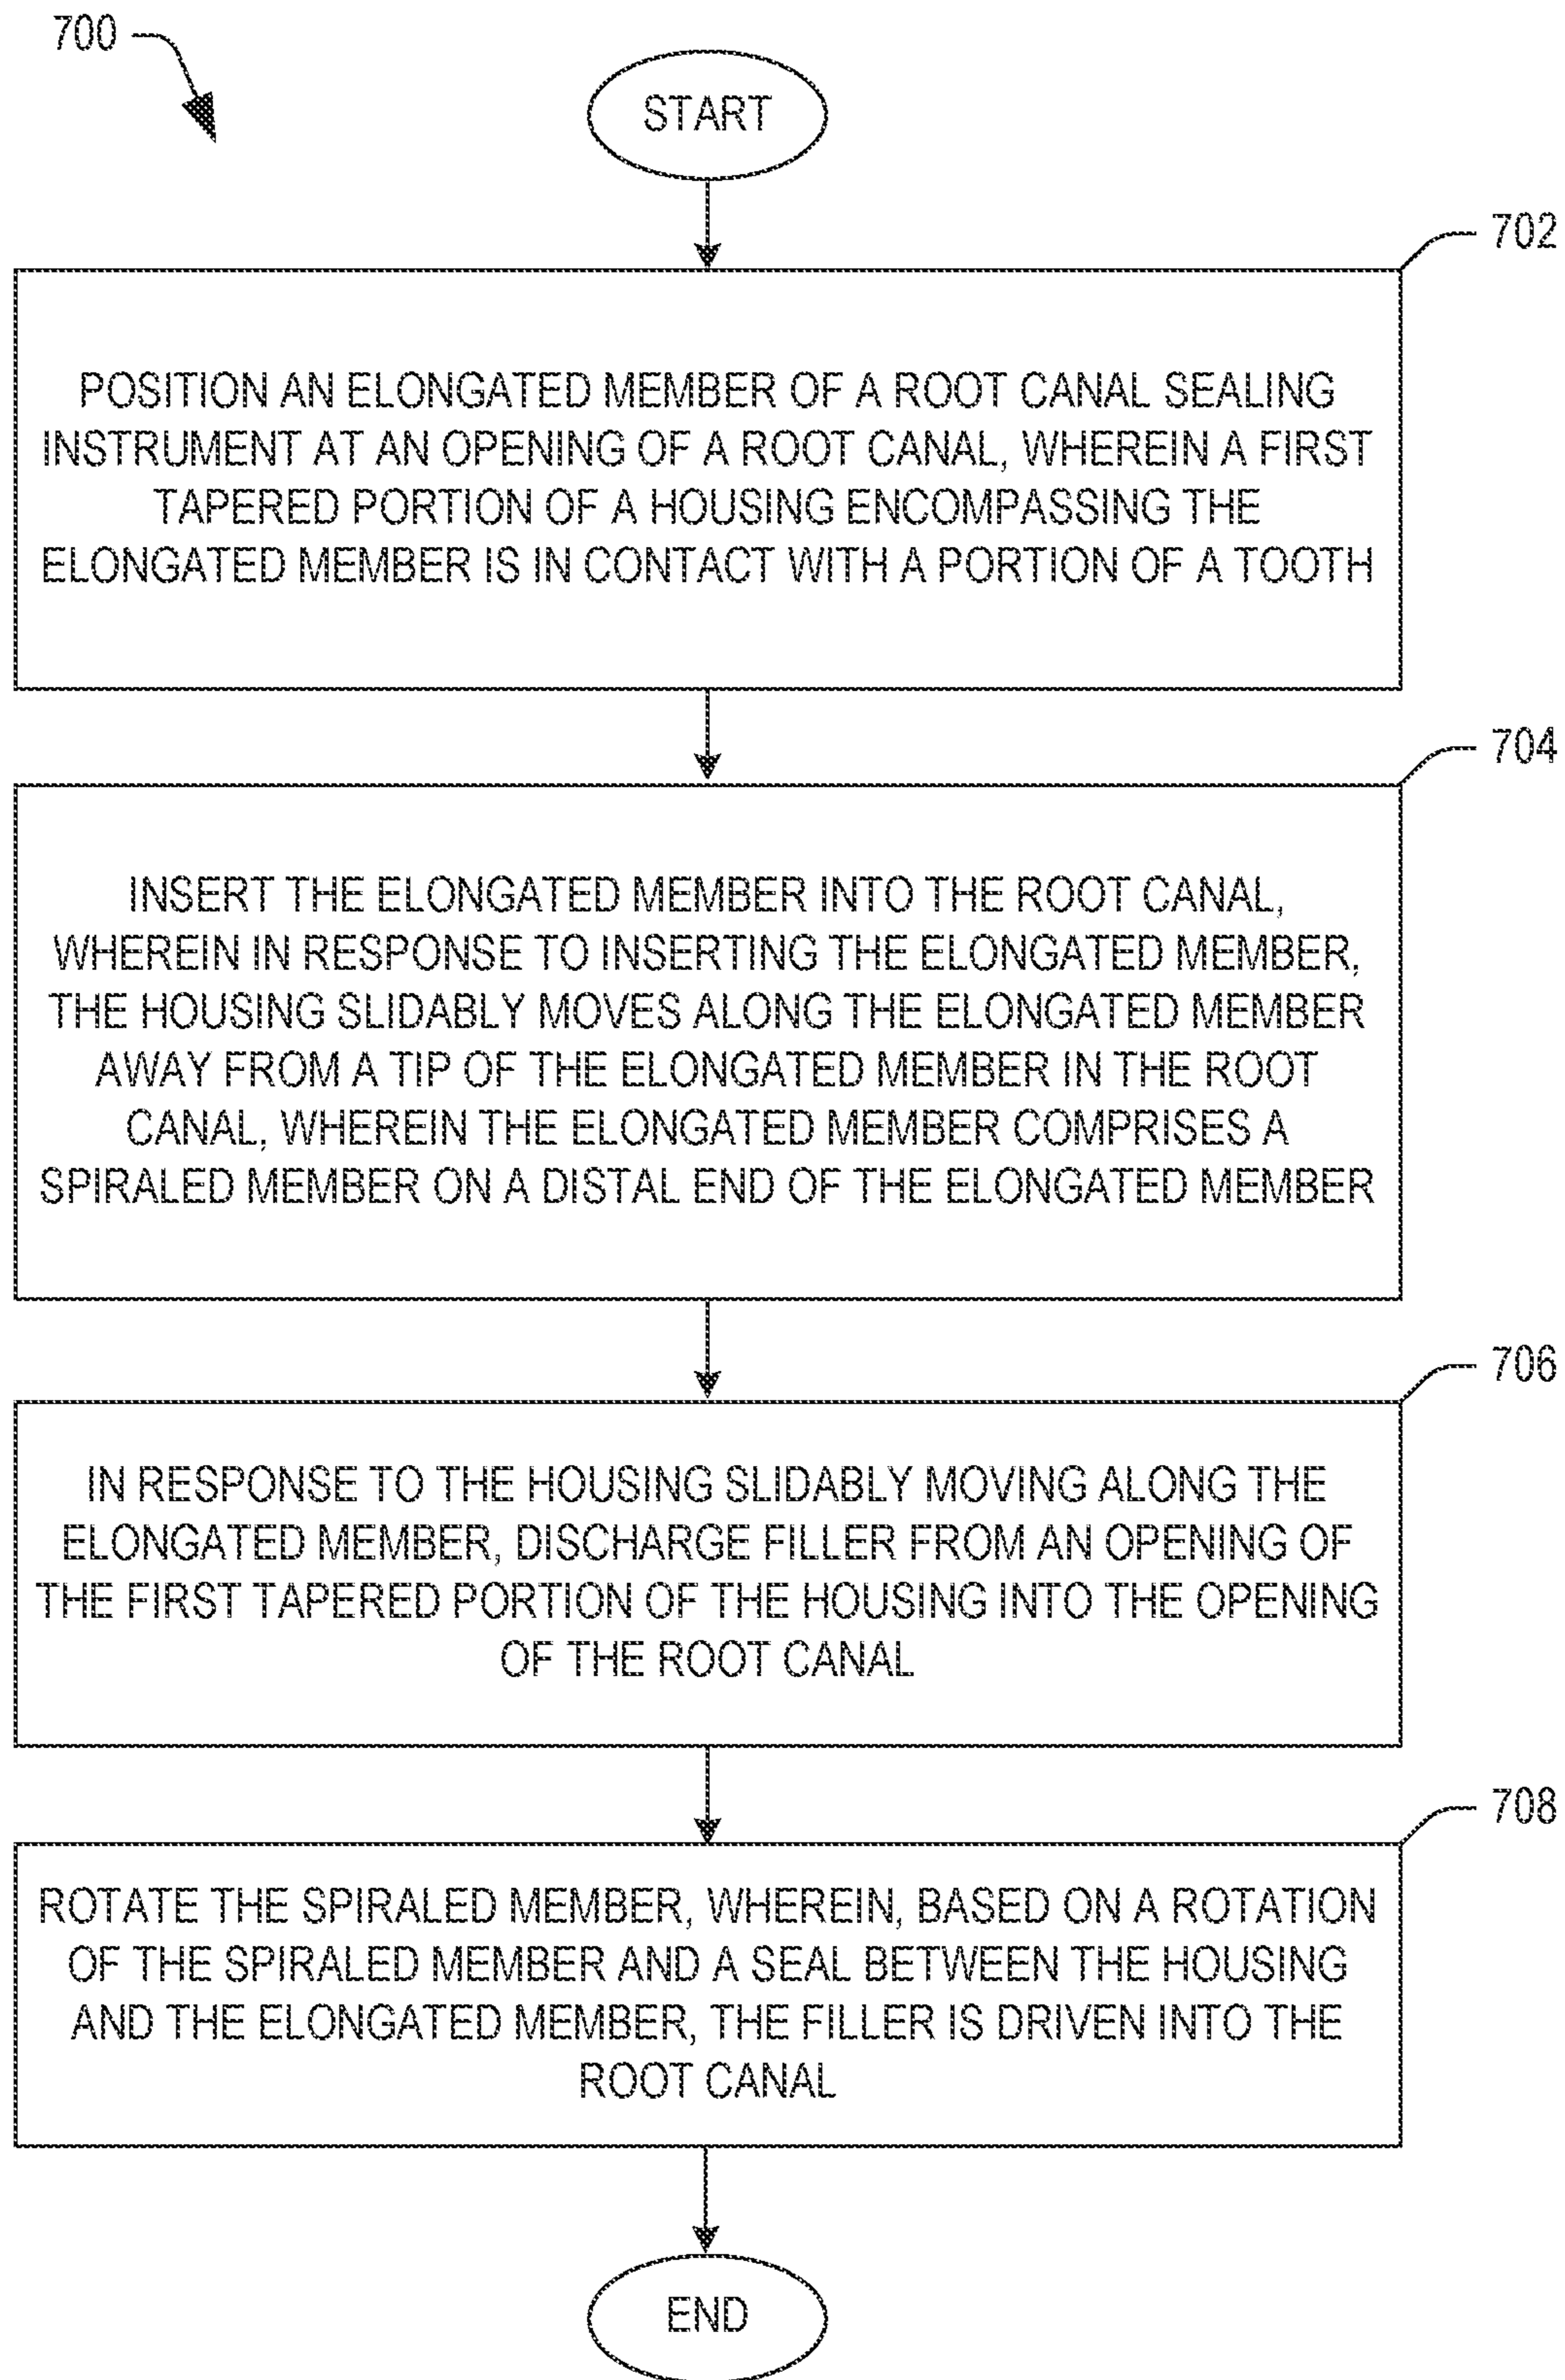 700
START
702
POSITION AN ELONGATED MEMBER OF A ROOT CANAL SEALING
INSTRUMENT AT AN OPENING OF A ROOT CANAL, WHEREIN A FIRST
TAPERED PORTION OF A HOUSING ENCOMPASSING THE
ELONGATED MEMBER IS IN CONTACT WITH A PORTION OF A TOOTH
704
INSERT THE ELONGATED MEMBER INTO THE ROOT CANAL,
WHEREIN IN RESPONSE TO INSERTING THE ELONGATED MEMBER,
THE HOUSING SLIDABLY MOVES ALONG THE ELONGATED MEMBER
AWAY FROM A TIP OF THE ELONGATED MEMBER IN THE ROOT
CANAL, WHEREIN THE ELONGATED MEMBER COMPRISES A
SPIRALED MEMBER ON A DISTAL END OF THE ELONGATED MEMBER
706
IN RESPONSE TO THE HOUSING SLIDABLY MOVING ALONG THE
ELONGATED MEMBER, DISCHARGE FILLER FROM AN OPENING OF
THE FIRST TAPERED PORTION OF THE HOUSING INTO THE OPENING
OF THE ROOT CANAL
708
ROTATE THE SPIRALED MEMBER, WHEREIN, BASED ON A ROTATION
OF THE SPIRALED MEMBER AND A SEAL BETWEEN THE HOUSING
AND THE ELONGATED MEMBER, THE FILLER IS DRIVEN INTO THE
ROOT CANAL
END